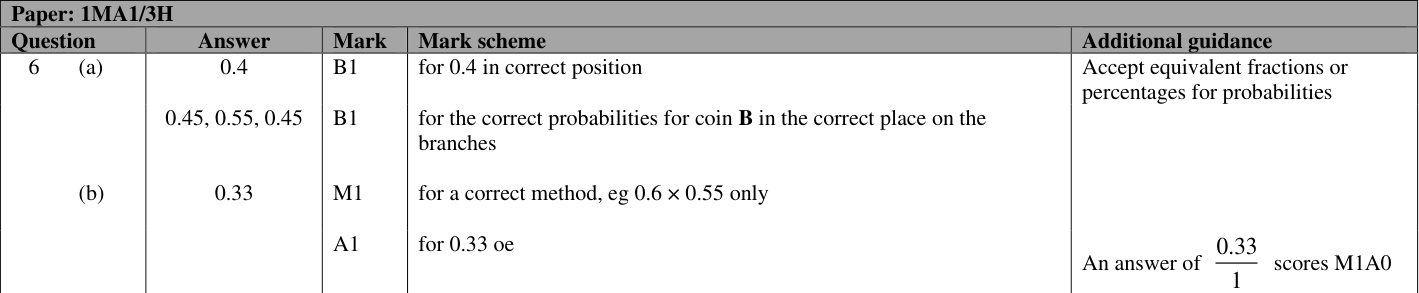 Paper: 1MA1/3H
Question Answer Mark Mark scheme Additional guidance
6 (a) 0.4 B1 for 0.4 in correct position Accept equivalent fractions or
percentages for probabilities
0.45, 0.55, 0.45 B1 for the correct probabilities for coin B in the correct place on the
branches
(b) 0.33 M1 for a correct method, eg 0.6 × 0.55 only
A1 for 0.33 oe
An answer of 0.33/1 scores M1A0